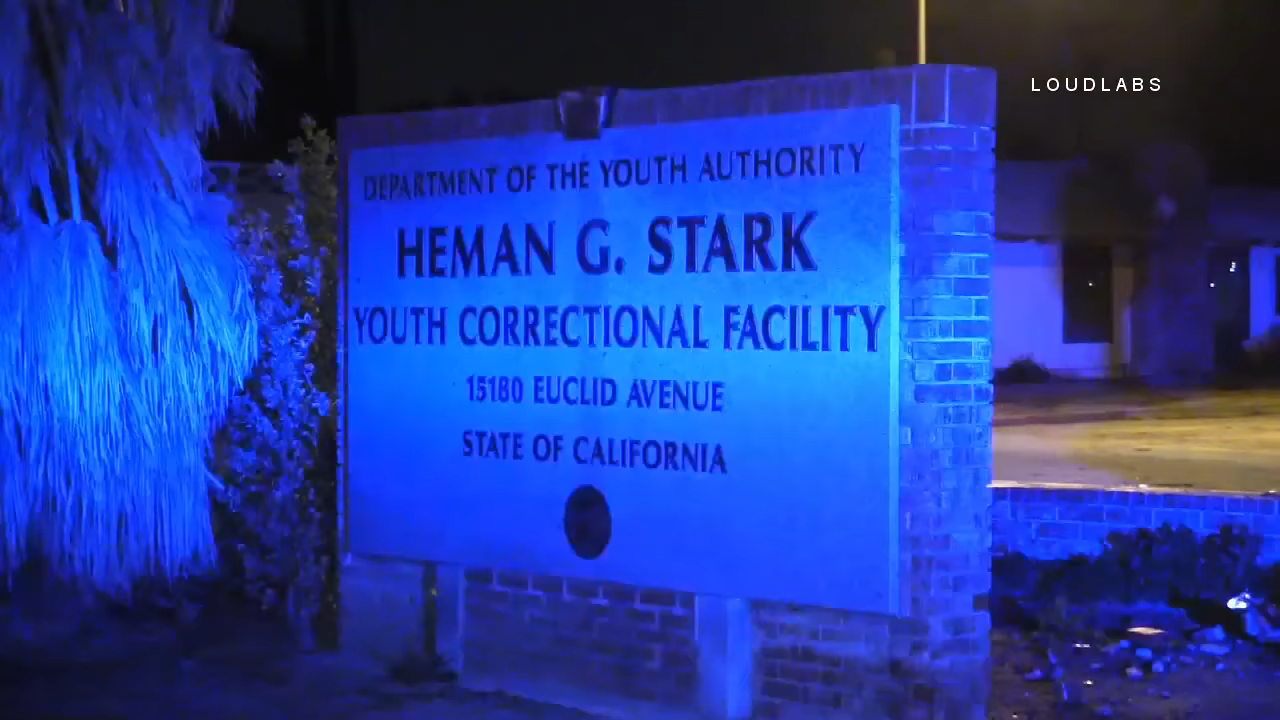 LOUDLABS
DEPARTMENT OF THE YOUTH AUTHORITY
HEMAN G. STARK
YOUTH CORRECTIONAL FACILITY
15180 EUCLID AVENUE
STATE OF CALIFORNIA